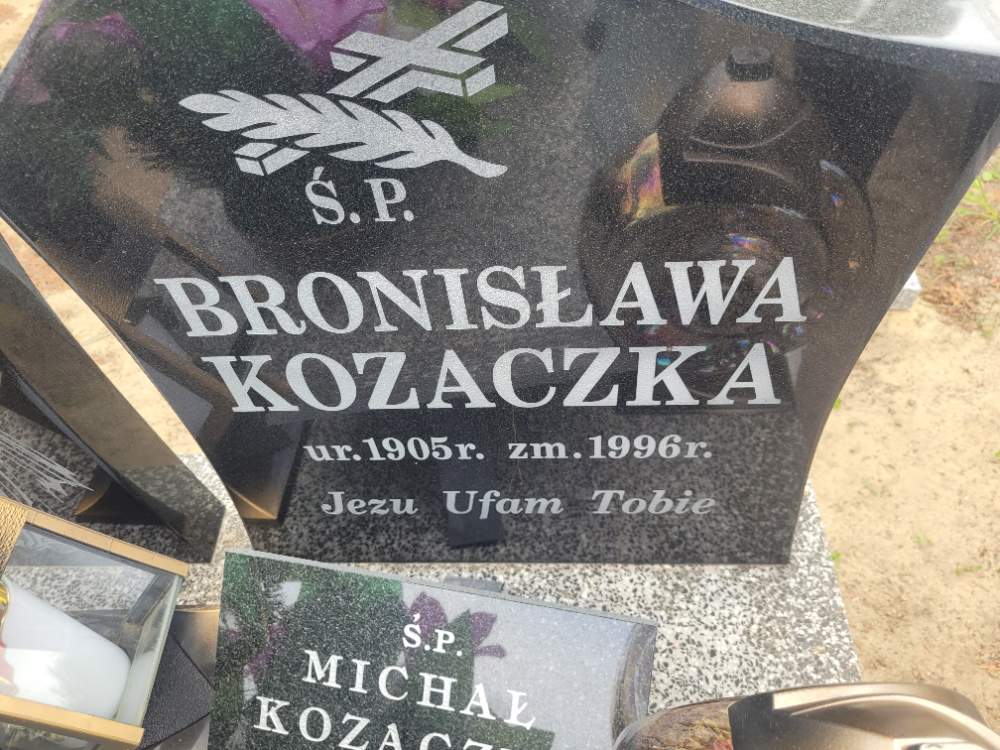 Ś.P.
BRONISŁAWA
KOZACZKA
ur.1905r. zm.1996r.
Jezu Ufam Tobie
Ś.P.
MICHAŁ